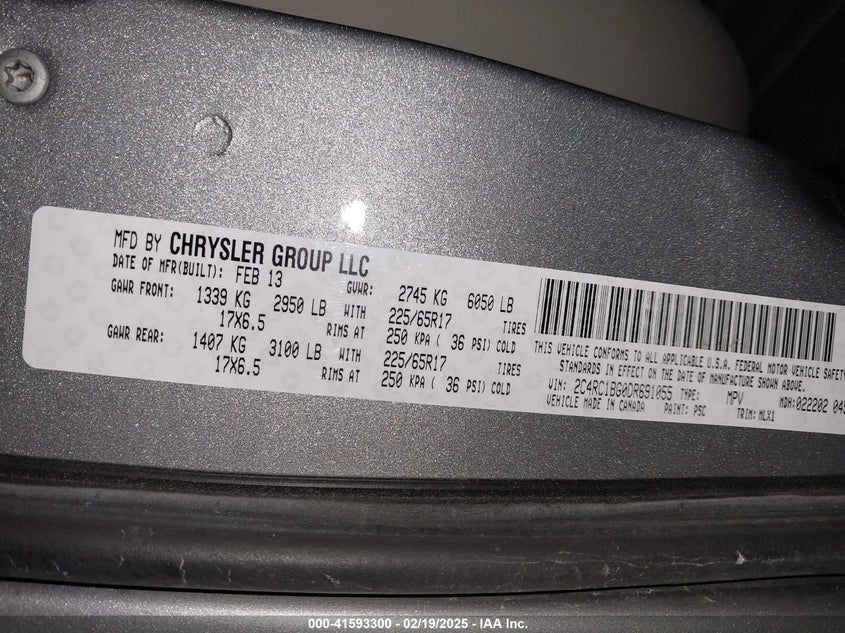 MFD BY CHRYSLER GROUP LLC
DATE OF MFR(BUILT): FEB 13 GVWR: 2745 KG 6050 LB
GAWR FRONT: 1339 KG 2950 LB WITH 225/65R17 TIRES
17X6.5 RIMS AT 250 KPA ( 36 PSI) COLD
GAWR REAR: 1407 KG 3100 LB WITH 225/65R17 TIRES
17X6.5 RIMS AT 250 KPA ( 36 PSI) COLD
THIS VEHICLE CONFORMS TO ALL APPLICABLE U.S.A. FEDERAL MOTOR VEHICLE SAFETY
STANDARDS IN EFFECT ON THE DATE OF MANUFACTURE SHOWN ABOVE.
VIN: 2C4RC1BG0DR691055 TYPE: MPV MDH:022202 045
VEHICLE MADE IN CANADA PAINT: PSC TRIM: MLX1
000-41593300 - 02/19/2025 - IAA Inc.